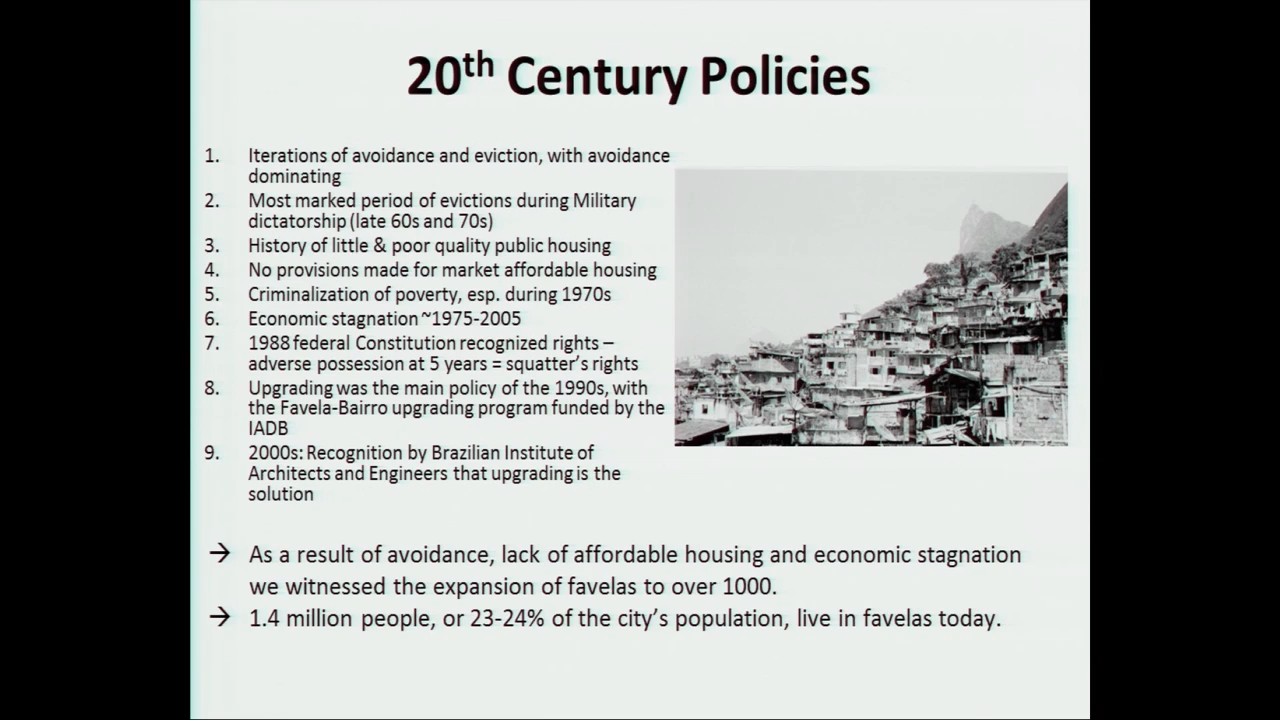 20th Century Policies
1. Iterations of avoidance and eviction, with avoidance
dominating
2. Most marked period of evictions during Military
dictatorship (late 60s and 70s)
3. History of little & poor quality public housing
4. No provisions made for market affordable housing
5. Criminalization of poverty, esp. during 1970s
6. Economic stagnation ~1975-2005
7. 1988 federal Constitution recognized rights –
adverse possession at 5 years = squatter's rights
8. Upgrading was the main policy of the 1990s, with
the Favela-Bairro upgrading program funded by the
IADB
9. 2000s: Recognition by Brazilian Institute of
Architects and Engineers that upgrading is the
solution
→ As a result of avoidance, lack of affordable housing and economic stagnation
we witnessed the expansion of favelas to over 1000.
→ 1.4 million people, or 23-24% of the city's population, live in favelas today.